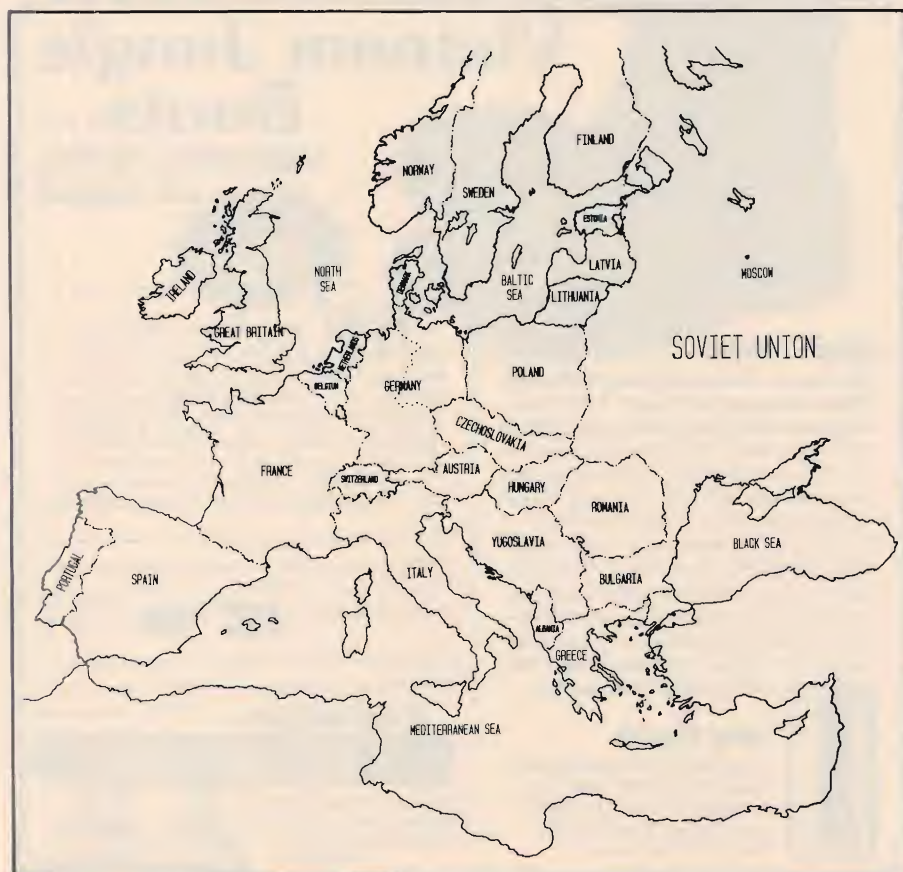 FINLAND
NORWAY
SWEDEN
ESTONIA
LATVIA
MOSCOW
NORTH
SEA
DENMARK
BALTIC
SEA
LITHUANIA
IRELAND
GREAT BRITAIN
SOVIET UNION
NETHERLANDS
POLAND
BELGIUM
GERMANY
CZECHOSLOVAKIA
FRANCE
SWITZERLAND
AUSTRIA
HUNGARY
ROMANIA
YUGOSLAVIA
BLACK SEA
PORTUGAL
SPAIN
ITALY
BULGARIA
ALBANIA
GREECE
MEDITERRANEAN SEA